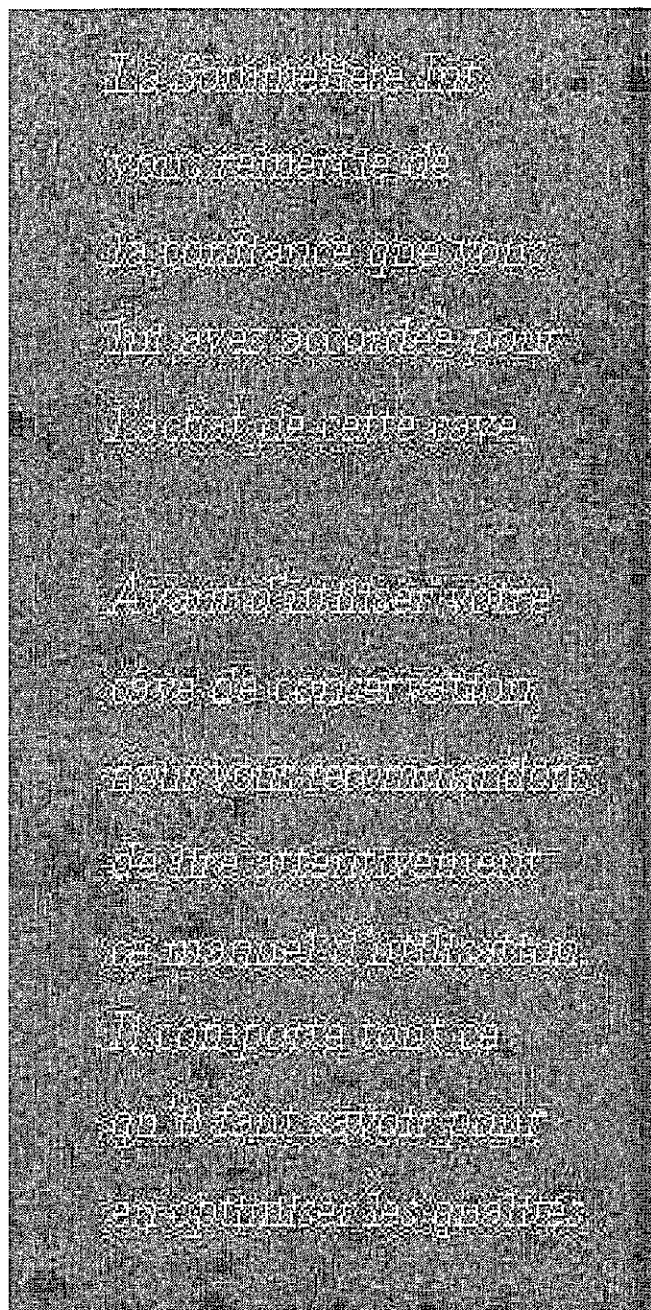 La Sommelière
vous remercie de
la confiance que vous
lui avez accordée pour
l'achat de cette cave.
Avant d'utiliser votre
cave de conservation
nous vous recommandons
de lire attentivement
ce manuel d'utilisation.
Il comporte tout ce
qu'il faut savoir pour
en optimiser les qualités